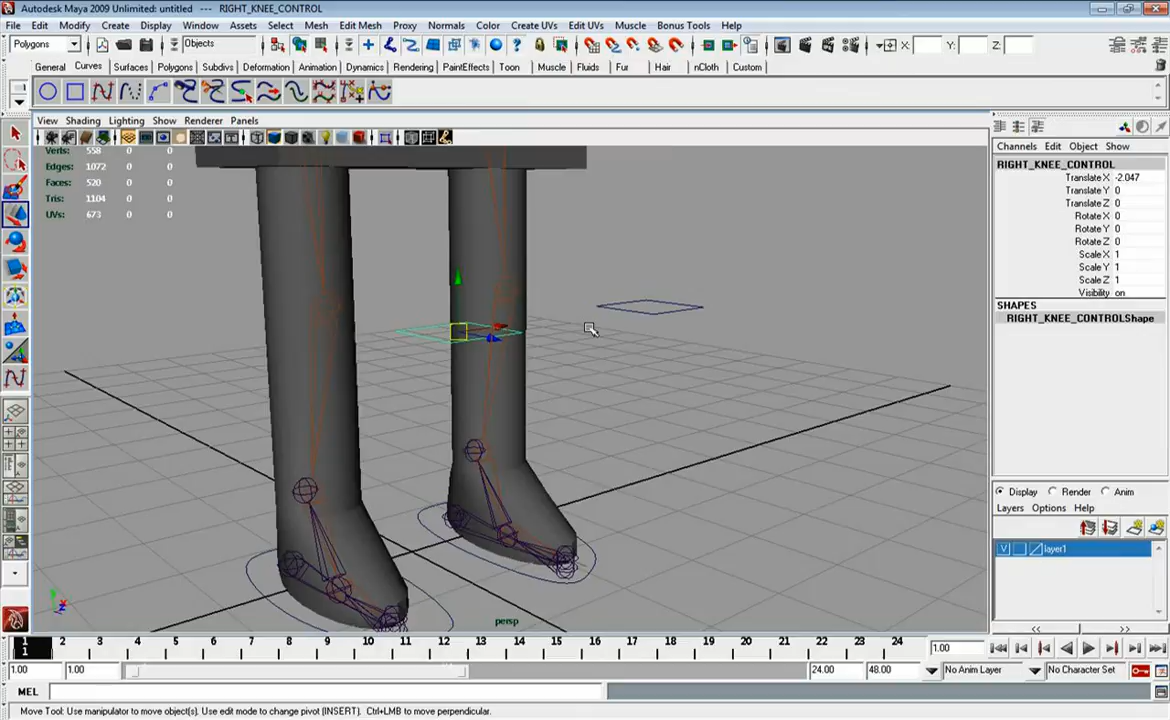 Autodesk Maya 2009 Unlimited: untitled --- RIGHT_KNEE_CONTROL
File Edit Modify Create Display Window Assets Select Mesh Edit Mesh Proxy Normals Color Create UVs Edit UVs Muscle Bonus Tools Help
Polygons Objects X: Y: Z:
General Curves Surfaces Polygons Subdivs Deformation Animation Dynamics Rendering PaintEffects Toon Muscle Fluids Fur Hair nCloth Custom
View Shading Lighting Show Renderer Panels
Verts: 558 0 0
Edges: 1072 0 0
Faces: 520 0 0
Tris: 1104 0 0
UVs: 673 0 0
persp
Channels Edit Object Show
RIGHT_KNEE_CONTROL
Translate X -2.047
Translate Y 0
Translate Z 0
Rotate X 0
Rotate Y 0
Rotate Z 0
Scale X 1
Scale Y 1
Scale Z 1
Visibility on
SHAPES
RIGHT_KNEE_CONTROLShape
Display Render Anim
Layers Options Help
V layer1
<< >>
1 2 3 4 5 6 7 8 9 10 11 12 13 14 15 16 17 18 19 20 21 22 23 24 1.00
1
1.00 1.00 24.00 48.00 No Anim Layer No Character Set
MEL
Move Tool: Use manipulator to move object(s). Use edit mode to change pivot (INSERT). Ctrl+LMB to move perpendicular.